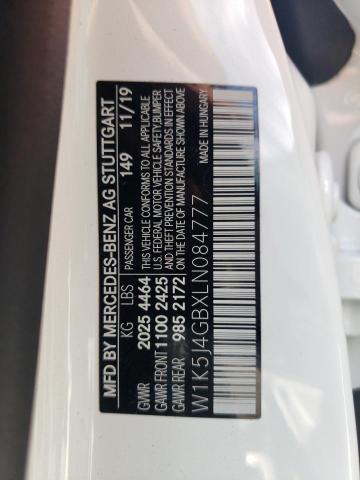 MFD BY MERCEDES-BENZ AG STUTTGART
PASSENGER CAR 149 11/19
KG LBS
GVWR 2025 4464
GAWR FRONT 1100 2425
GAWR REAR 985 2172
THIS VEHICLE CONFORMS TO ALL APPLICABLE
U.S. FEDERAL MOTOR VEHICLE SAFETY, BUMPER
AND THEFT PREVENTION STANDARDS IN EFFECT
ON THE DATE OF MANUFACTURE SHOWN ABOVE
MADE IN HUNGARY
W1K5J4GBXLN084777